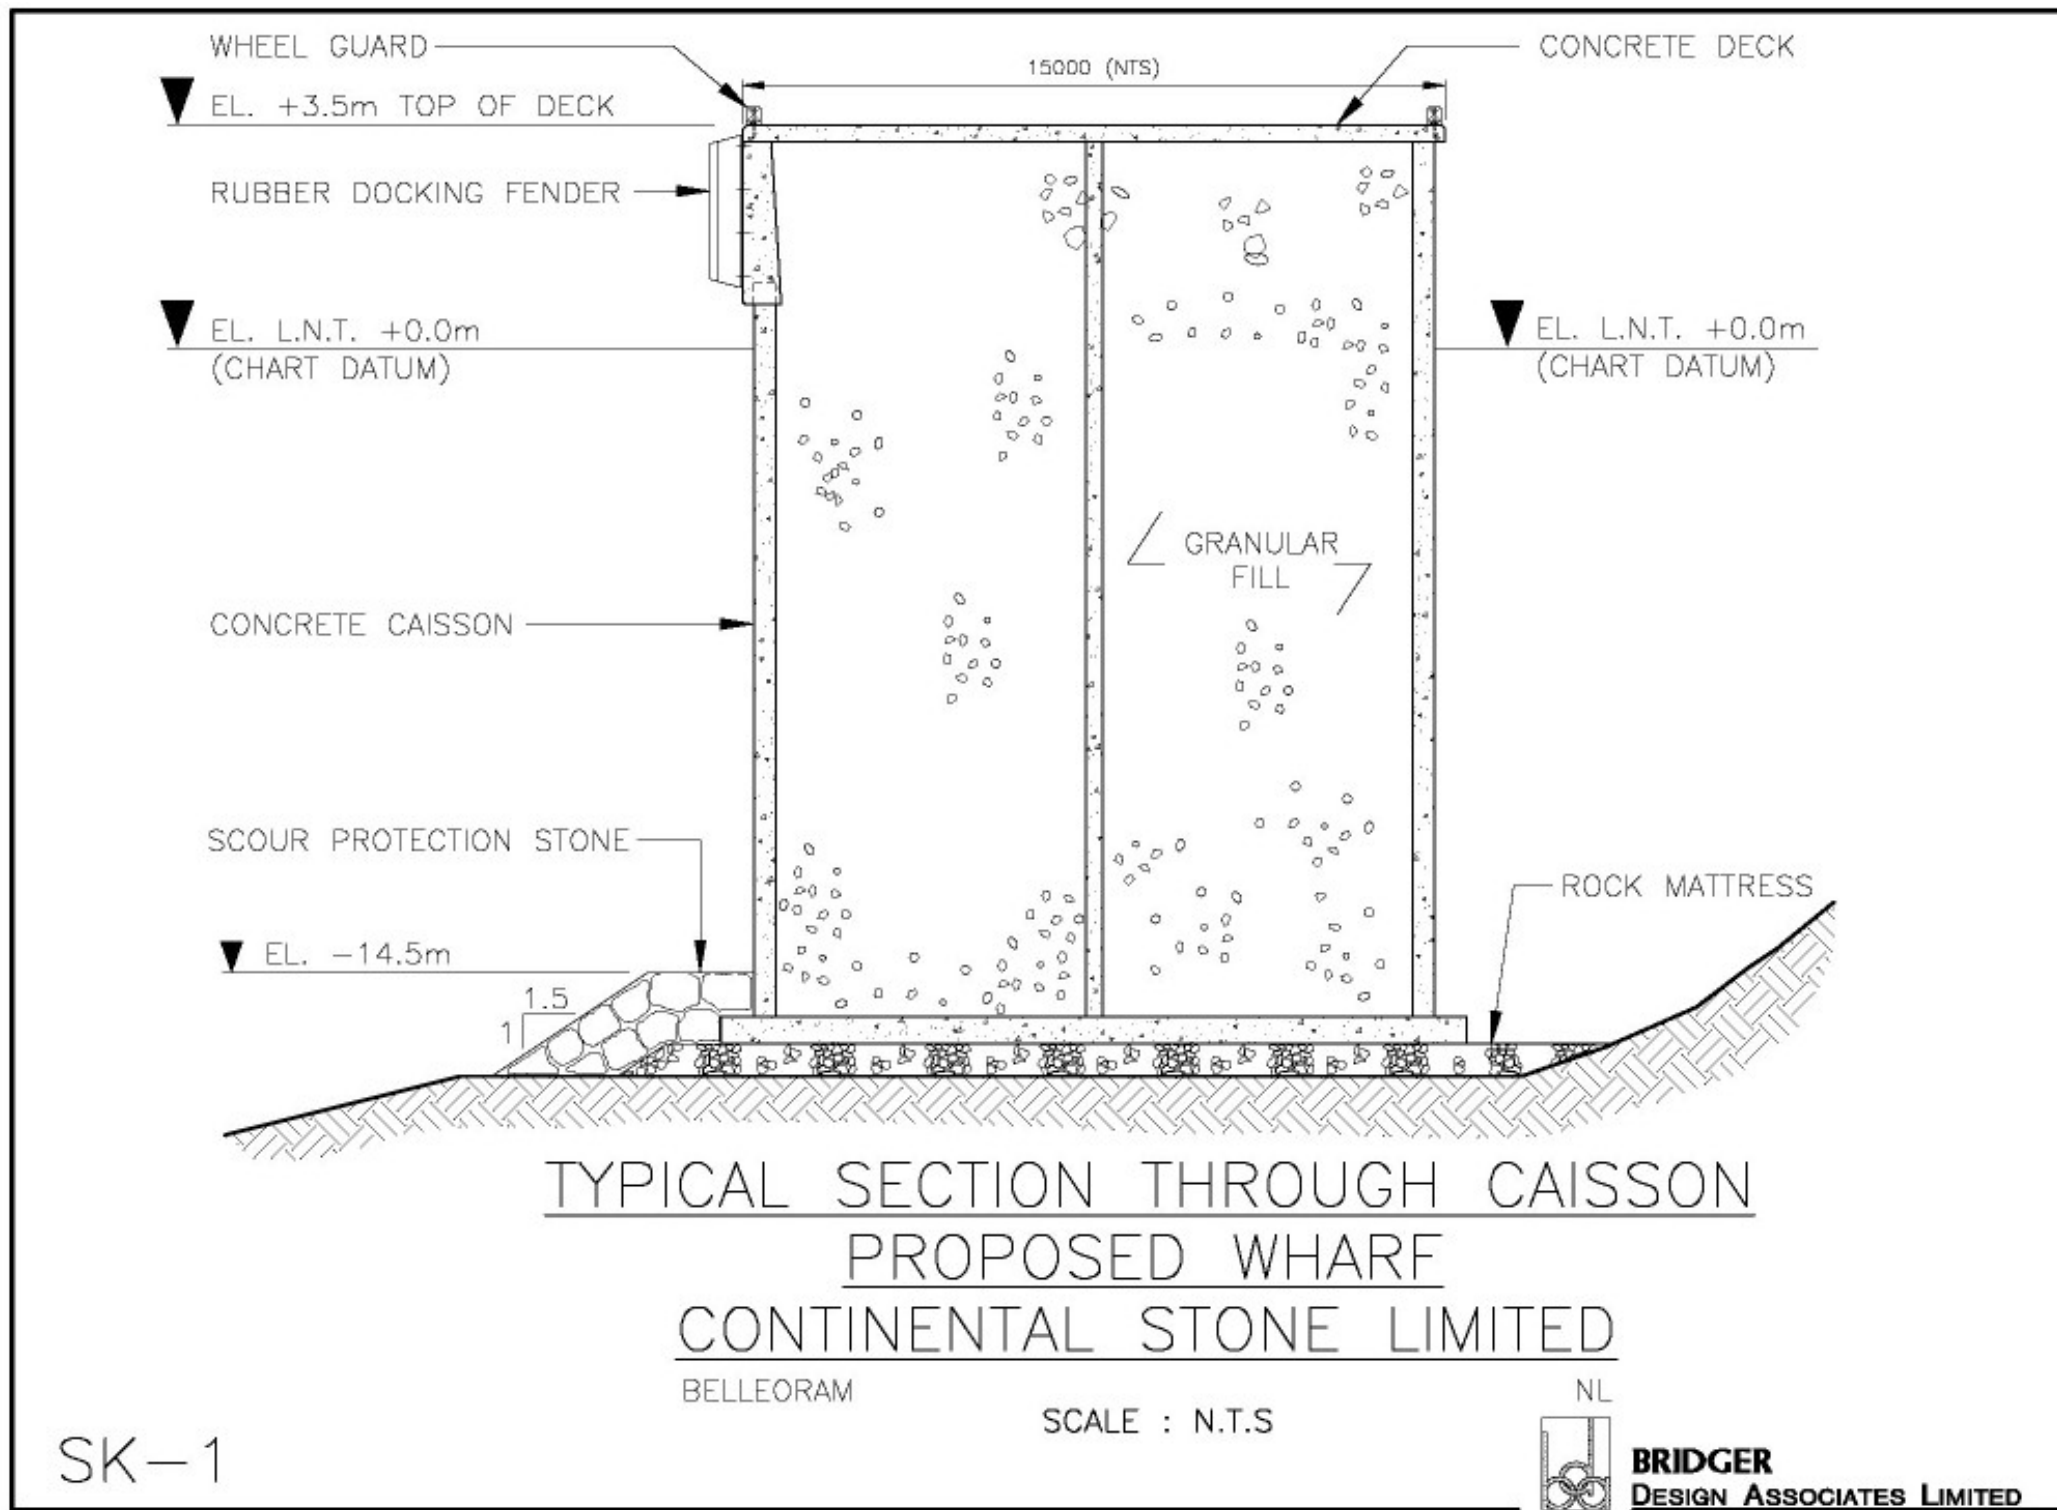 WHEEL GUARD
15000 (NTS)
CONCRETE DECK
EL. +3.5m TOP OF DECK
RUBBER DOCKING FENDER
EL. L.N.T. +0.0m
(CHART DATUM)
EL. L.N.T. +0.0m
(CHART DATUM)
GRANULAR
FILL
CONCRETE CAISSON
SCOUR PROTECTION STONE
ROCK MATTRESS
EL. -14.5m
1.5
1
TYPICAL SECTION THROUGH CAISSON
PROPOSED WHARF
CONTINENTAL STONE LIMITED
BELLEORAM NL
SCALE : N.T.S
SK-1
BRIDGER
DESIGN ASSOCIATES LIMITED